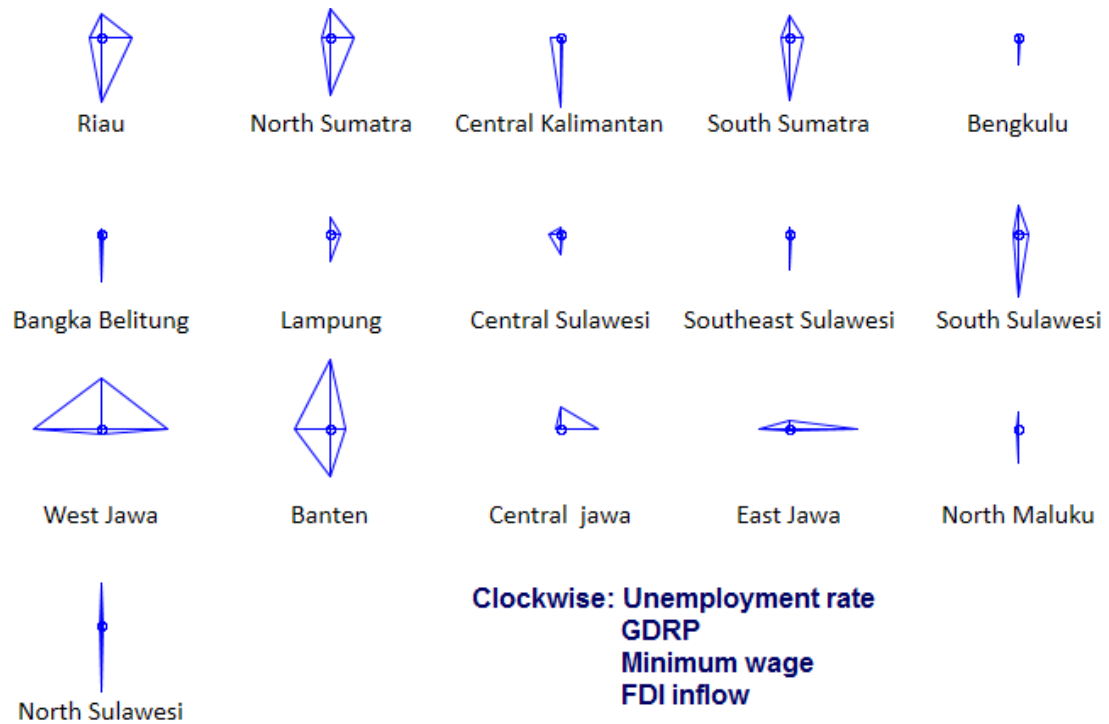 Riau North Sumatra Central Kalimantan South Sumatra Bengkulu
Bangka Belitung Lampung Central Sulawesi Southeast Sulawesi South Sulawesi
West Jawa Banten Central jawa East Jawa North Maluku
Clockwise: Unemployment rate
GDRP
Minimum wage
FDI inflow
North Sulawesi